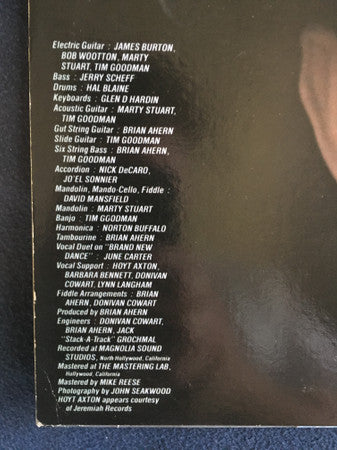 Electric Guitar : JAMES BURTON,
BOB WOOTTON, MARTY
STUART, TIM GOODMAN
Bass : JERRY SCHEFF
Drums : HAL BLAINE
Keyboards : GLEN D HARDIN
Acoustic Guitar : MARTY STUART,
TIM GOODMAN
Gut String Guitar : BRIAN AHERN
Slide Guitar : TIM GOODMAN
Six String Bass : BRIAN AHERN,
TIM GOODMAN
Accordion : NICK DeCARO,
JO'EL SONNIER
Mandolin, Mando-Cello, Fiddle :
DAVID MANSFIELD
Mandolin : MARTY STUART
Banjo : TIM GOODMAN
Harmonica : NORTON BUFFALO
Tambourine : BRIAN AHERN
Vocal Duet on "BRAND NEW
DANCE" : JUNE CARTER
Vocal Support : HOYT AXTON,
BARBARA BENNETT, DONIVAN
COWART, LYNN LANGHAM
Fiddle Arrangements : BRIAN
AHERN, DONIVAN COWART
Produced by BRIAN AHERN
Engineers : DONIVAN COWART,
BRIAN AHERN, JACK
"Stack-A-Track" GROCHMAL
Recorded at MAGNOLIA SOUND
STUDIOS, North Hollywood, California
Mastered at THE MASTERING LAB,
Hollywood, California
Mastered by MIKE REESE
Photography by JOHN SEAKWOOD
HOYT AXTON appears courtesy
of Jeremiah Records